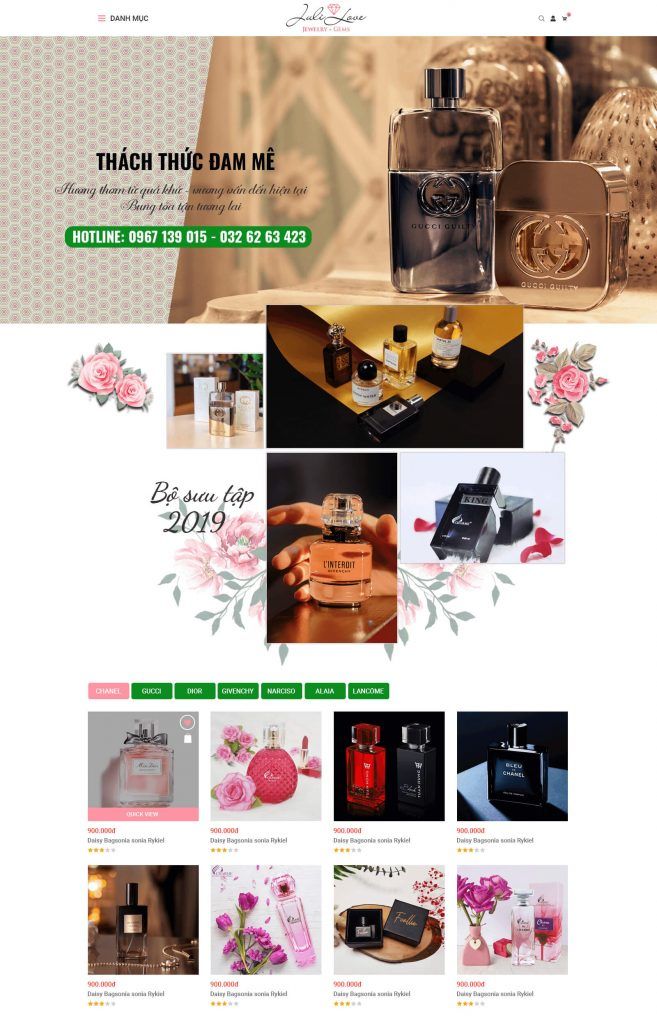 DANH MỤC
Juli Love
JEWELRY - GEMS
THÁCH THỨC ĐAM MÊ
Hương thơm từ quá khứ - vương vấn đến hiện tại
Bung tỏa tận tương lai
HOTLINE: 0967 139 015 - 032 62 63 423
GUCCI GUILTY
GUCCI GUILTY
Bộ sưu tập
2019
L'INTERDIT
GIVENCHY
KING
CHANEL
GUCCI
DIOR
GIVENCHY
NARCISO
ALAIA
LANCÔME
Miss Dior
BLEU
DE
CHANEL
QUICK VIEW
900.000đ
900.000đ
900.000đ
900.000đ
Daisy Bagsonia sonia Rykiel
Daisy Bagsonia sonia Rykiel
Daisy Bagsonia sonia Rykiel
Daisy Bagsonia sonia Rykiel
900.000đ
900.000đ
900.000đ
900.000đ
Daisy Bagsonia sonia Rykiel
Daisy Bagsonia sonia Rykiel
Daisy Bagsonia sonia Rykiel
Daisy Bagsonia sonia Rykiel